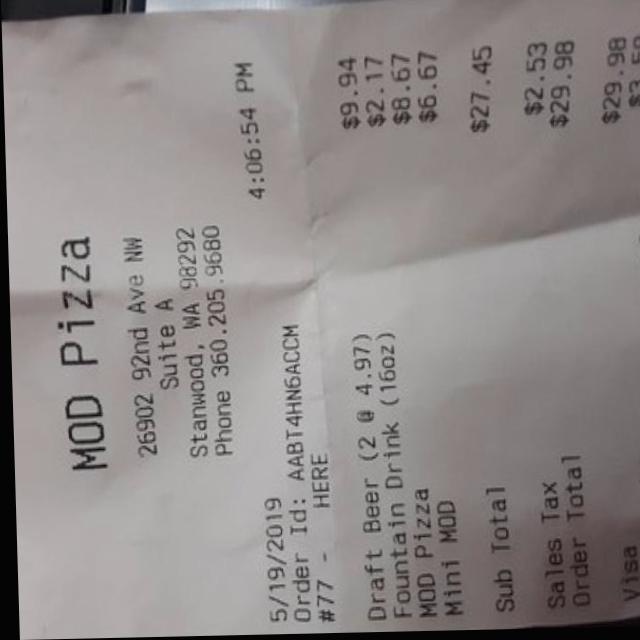 MOD Pizza
26902 92nd Ave NW
Suite A
Stanwood, WA 98292
Phone 360.205.9680
5/19/2019 4:06:54 PM
Order Id: AABT4HN6ACCM
#77 - HERE
Draft Beer (2 @ 4.97) $9.94
Fountain Drink (16oz) $2.17
MOD Pizza $8.67
Mini MOD $6.67
Sub Total $27.45
Sales Tax $2.53
Order Total $29.98
Visa $29.98